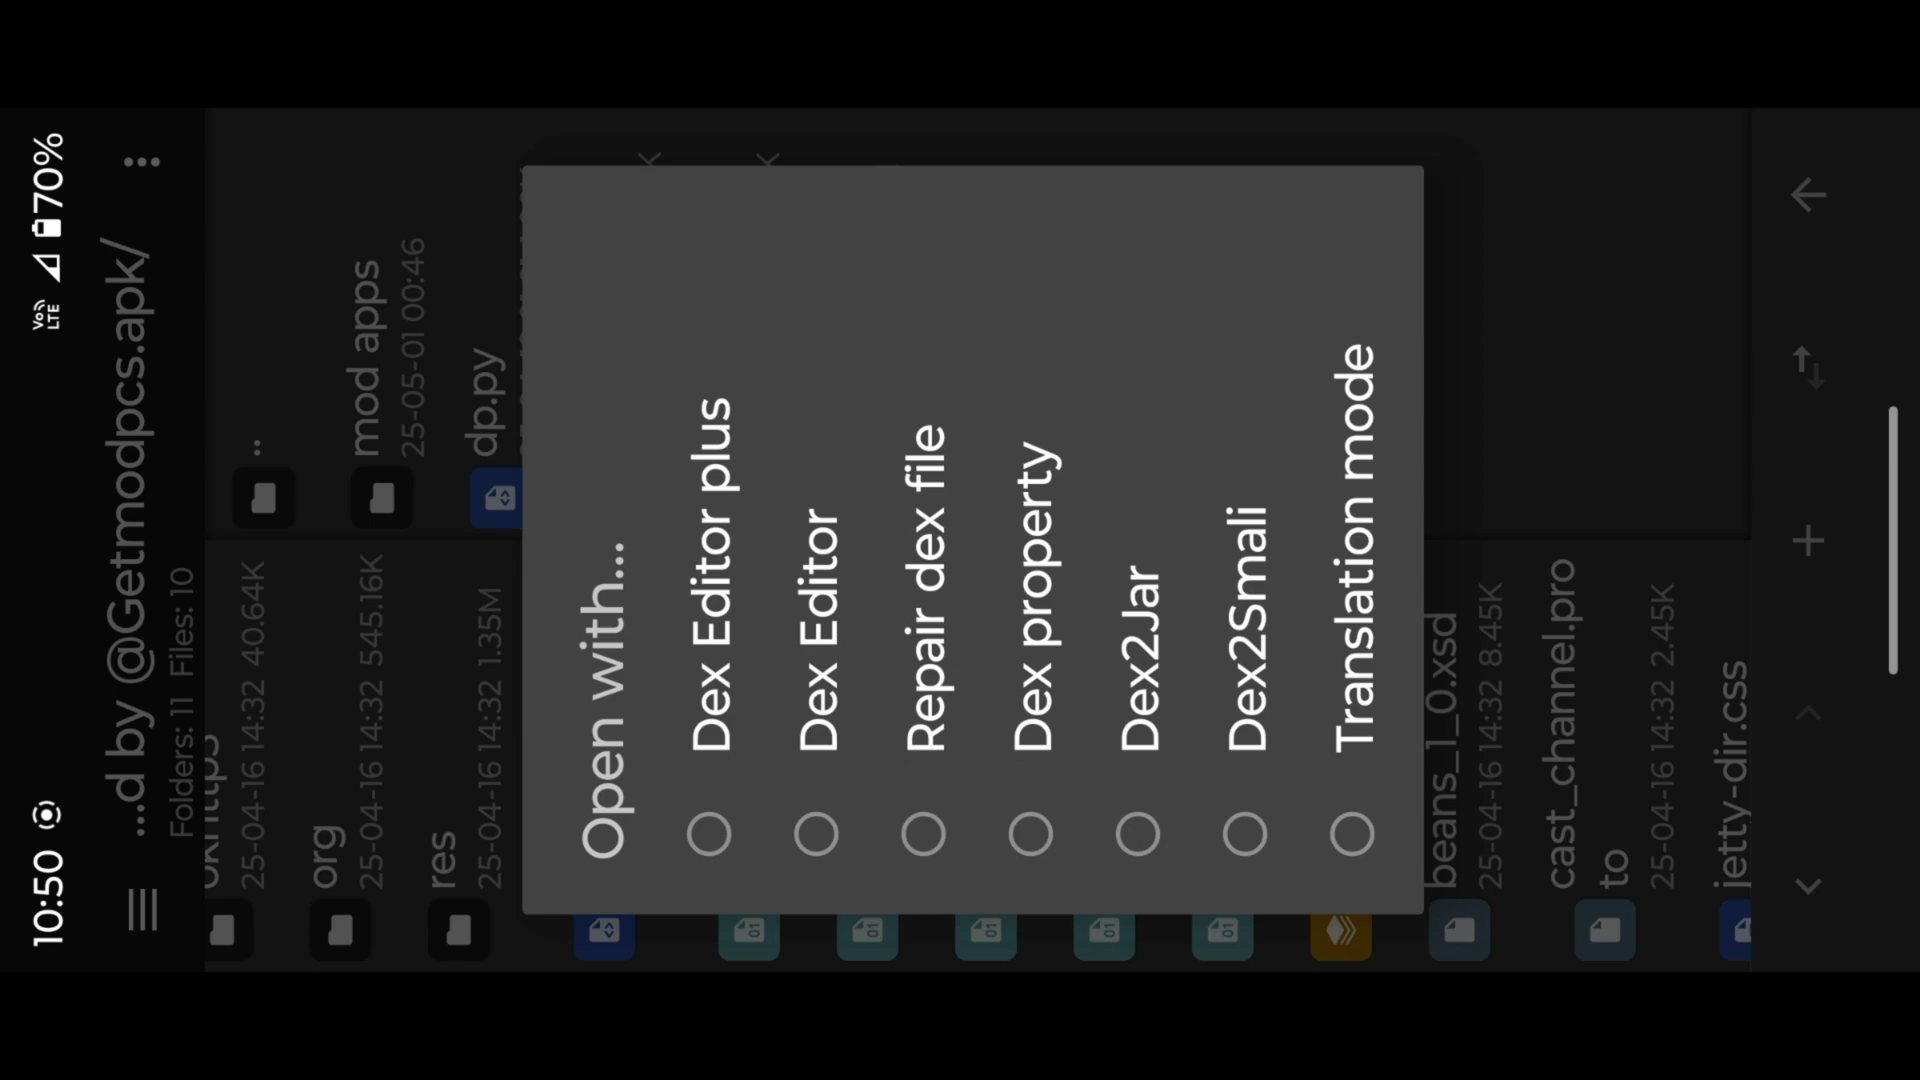 10:50
Vo)) LTE
70%
...d by @Getmodpcs.apk/
Folders: 11 Files: 10
25-04-16 14:32 40.64K
org
25-04-16 14:32 545.16K
res
25-04-16 14:32 1.35M
..
mod apps
25-05-01 00:46
dp.py
Open with...
Dex Editor plus
Dex Editor
Repair dex file
Dex property
Dex2Jar
Dex2Smali
Translation mode
beans_1_0.xsd
25-04-16 14:32 8.45K
cast_channel.pro
to
25-04-16 14:32 2.45K
jetty-dir.css